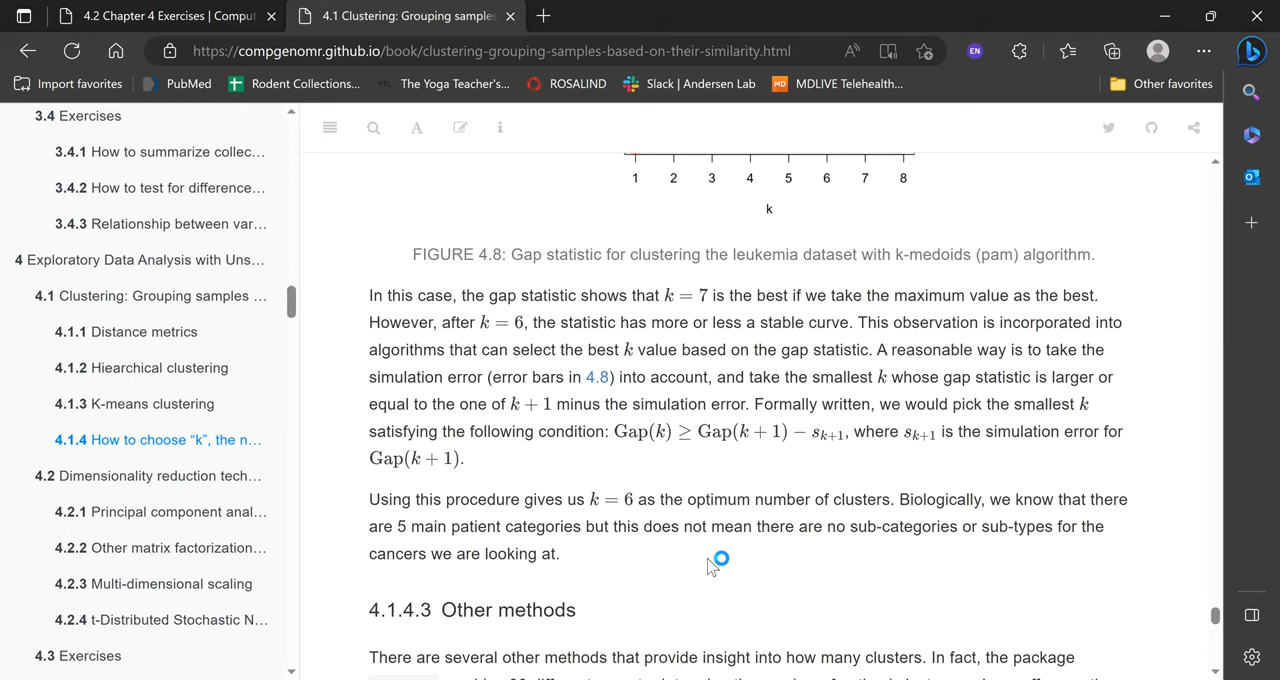 4.2 Chapter 4 Exercises | Comput
4.1 Clustering: Grouping samples
https://compgenomr.github.io/book/clustering-grouping-samples-based-on-their-similarity.html
EN
Import favorites
PubMed
Rodent Collections...
YTL
The Yoga Teacher's...
ROSALIND
Slack | Andersen Lab
MD
MDLIVE Telehealth...
Other favorites
3.4 Exercises
3.4.1 How to summarize collec...
3.4.2 How to test for difference...
3.4.3 Relationship between var...
4 Exploratory Data Analysis with Uns...
4.1 Clustering: Grouping samples ...
4.1.1 Distance metrics
4.1.2 Hiearchical clustering
4.1.3 K-means clustering
4.1.4 How to choose “k”, the n...
4.2 Dimensionality reduction tech...
4.2.1 Principal component anal...
4.2.2 Other matrix factorization...
4.2.3 Multi-dimensional scaling
4.2.4 t-Distributed Stochastic N...
4.3 Exercises
1 2 3 4 5 6 7 8
k
FIGURE 4.8: Gap statistic for clustering the leukemia dataset with k-medoids (pam) algorithm.
In this case, the gap statistic shows that k = 7 is the best if we take the maximum value as the best.
However, after k = 6, the statistic has more or less a stable curve. This observation is incorporated into
algorithms that can select the best k value based on the gap statistic. A reasonable way is to take the
simulation error (error bars in 4.8) into account, and take the smallest k whose gap statistic is larger or
equal to the one of k + 1 minus the simulation error. Formally written, we would pick the smallest k
satisfying the following condition: Gap(k) ≥ Gap(k + 1) − sₖ₊₁, where sₖ₊₁ is the simulation error for
Gap(k + 1).
Using this procedure gives us k = 6 as the optimum number of clusters. Biologically, we know that there
are 5 main patient categories but this does not mean there are no sub-categories or sub-types for the
cancers we are looking at.
4.1.4.3 Other methods
There are several other methods that provide insight into how many clusters. In fact, the package